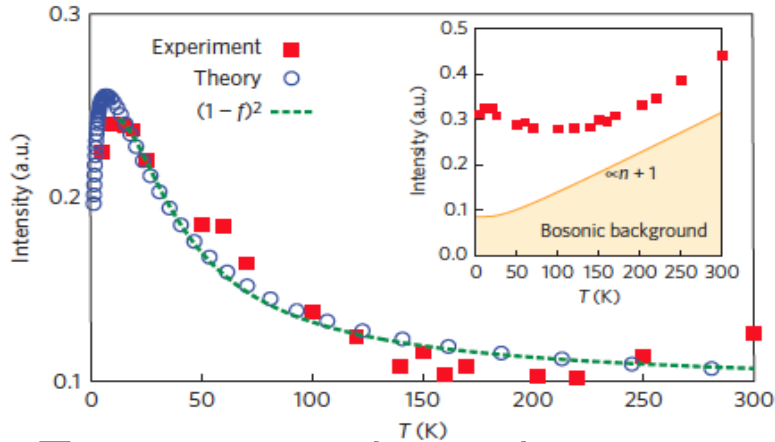 0.3
0.2
0.1
Intensity (a.u.)
Experiment
Theory
(1 – f)²
0
50
100
150
200
250
300
T (K)
0.5
0.4
0.3
0.2
0.1
0.0
Intensity (a.u.)
∝n + 1
Bosonic background
0
50
100
150
200
250
300
T (K)